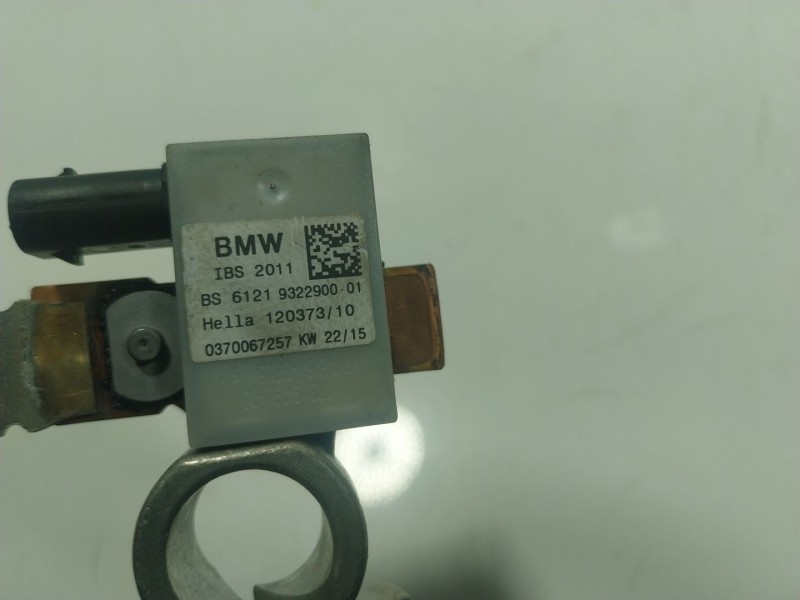 BMW
IBS 2011
BS 6121 9322900-01
Hella 120373/10
0370067257 KW 22/15